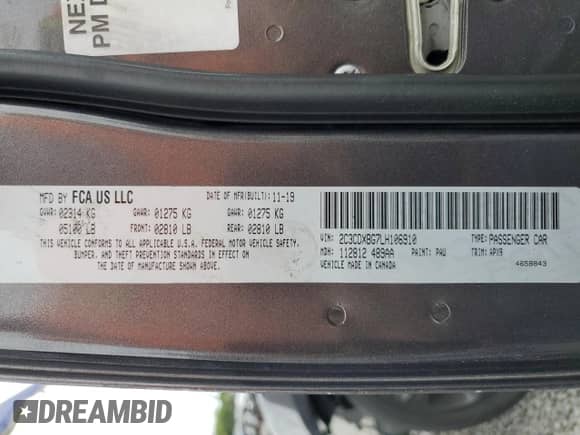 NE
PM D
MFD BY FCA US LLC
DATE OF MFR(BUILT): 11-19
GVWR: 02314 KG GAWR: 01275 KG GAWR: 01275 KG
LB FRONT: 02810 LB REAR: 02810 LB
THIS VEHICLE CONFORMS TO ALL APPLICABLE U.S.A. FEDERAL MOTOR VEHICLE SAFETY,
BUMPER, AND THEFT PREVENTION STANDARDS IN EFFECT ON
THE DATE OF MANUFACTURE SHOWN ABOVE.
VIN: 2C3CDXBG7LH106910 TYPE: PASSENGER CAR
MDH: 112812 489AA PAINT: PAU TRIM: APX9
VEHICLE MADE IN CANADA
4658843
DREAMBID